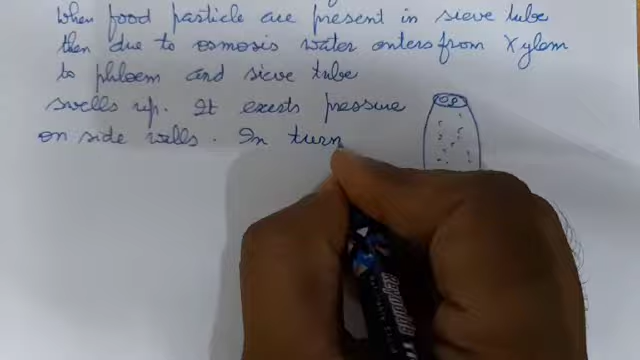 When food particle are present in sieve tube
then due to osmosis water enters from Xylem
to phloem and sieve tube
swells up. It exerts pressure
on side walls. In turn